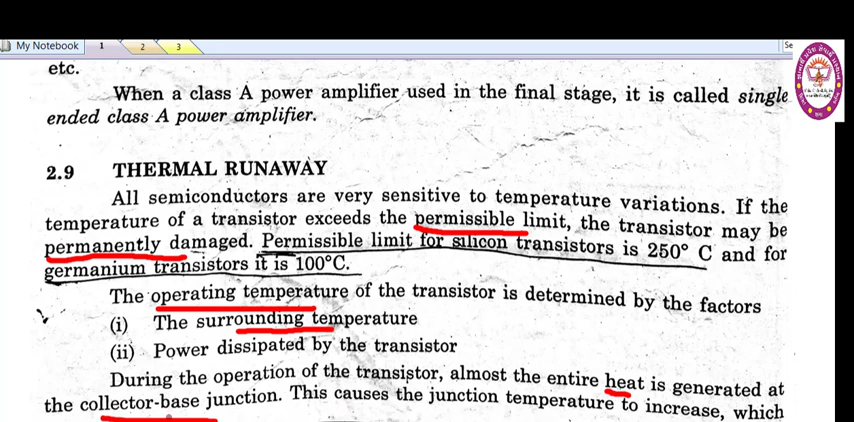 My Notebook 1 2 3 Se
etc.
When a class A power amplifier used in the final stage, it is called single
ended class A power amplifier.
2.9 THERMAL RUNAWAY
All semiconductors are very sensitive to temperature variations. If the
temperature of a transistor exceeds the permissible limit, the transistor may be
permanently damaged. Permissible limit for silicon transistors is 250° C and for
germanium transistors it is 100°C.
The operating temperature of the transistor is determined by the factors
(i) The surrounding temperature
(ii) Power dissipated by the transistor
During the operation of the transistor, almost the entire heat is generated at
the collector-base junction. This causes the junction temperature to increase, which